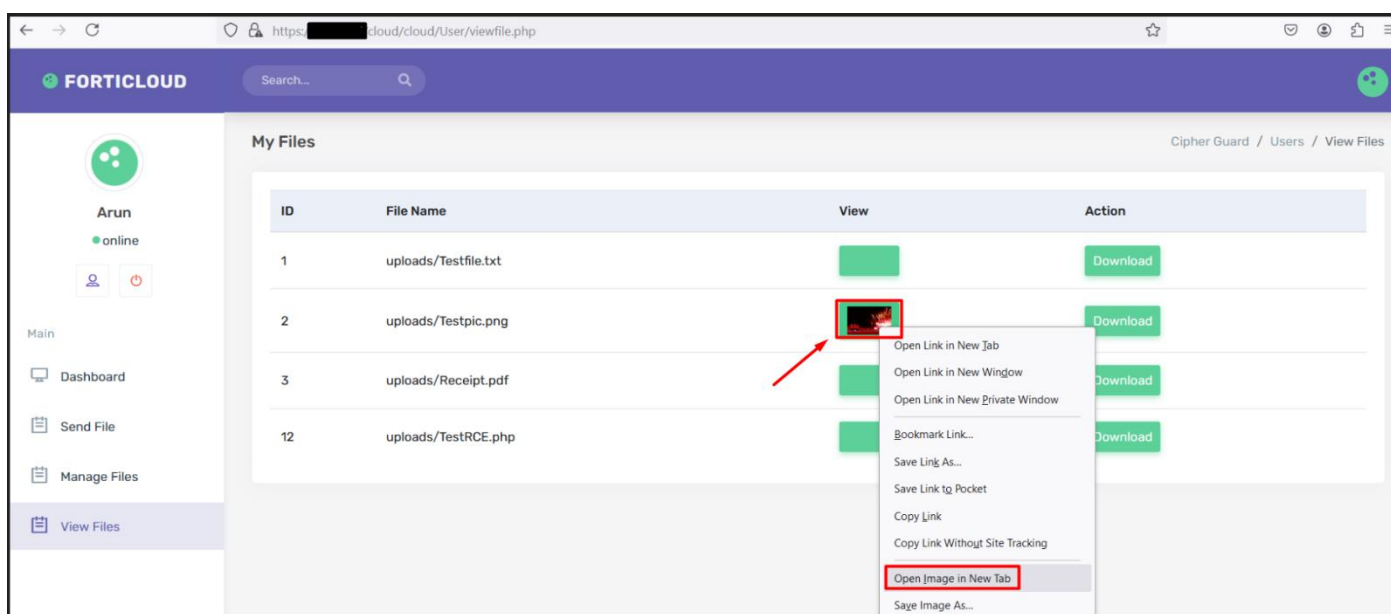 https:/ cloud/cloud/User/viewfile.php
FORTICLOUD
Search...
My Files
Cipher Guard / Users / View Files
Arun
online
Main
Dashboard
Send File
Manage Files
View Files
ID File Name View Action
1 uploads/Testfile.txt Download
2 uploads/Testpic.png Download
3 uploads/Receipt.pdf Download
12 uploads/TestRCE.php Download
Open Link in New Tab
Open Link in New Window
Open Link in New Private Window
Bookmark Link...
Save Link As...
Save Link to Pocket
Copy Link
Copy Link Without Site Tracking
Open Image in New Tab
Save Image As...